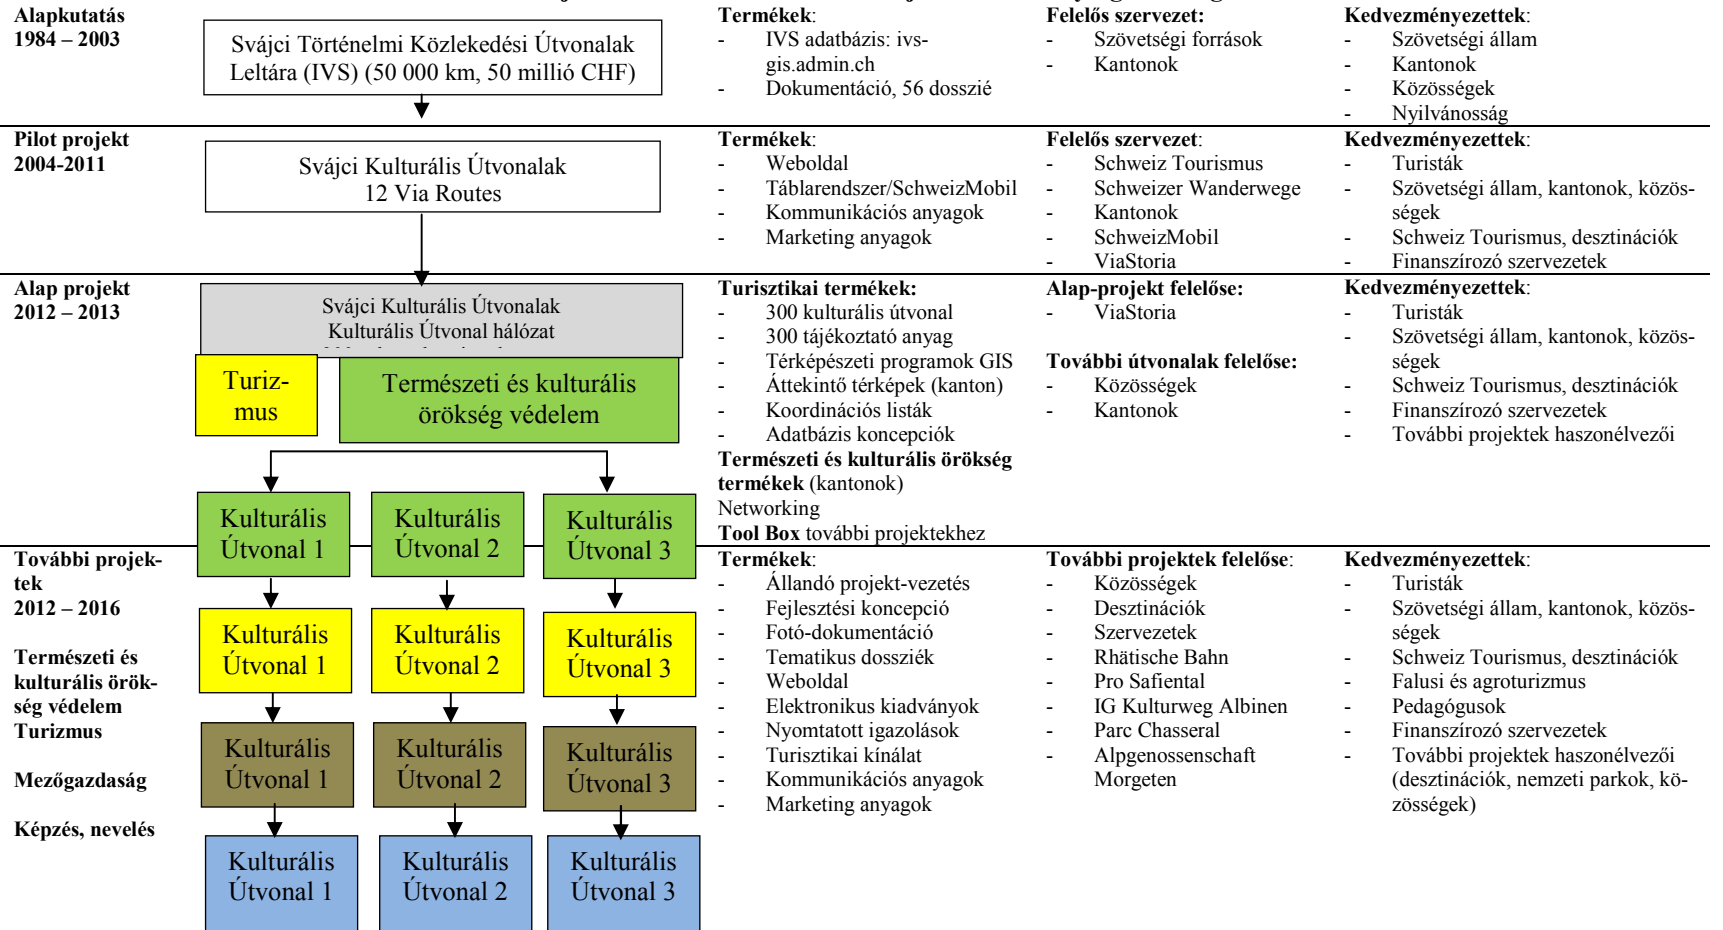 Alapkutatás
1984 – 2003
Svájci Történelmi Közlekedési Útvonalak
Leltára (IVS) (50 000 km, 50 millió CHF)
Termékek:
- IVS adatbázis: ivs-
gis.admin.ch
- Dokumentáció, 56 dosszié
Felelős szervezet:
- Szövetségi források
- Kantonok
Kedvezményezettek:
- Szövetségi állam
- Kantonok
- Közösségek
- Nyilvánosság
Pilot projekt
2004-2011
Svájci Kulturális Útvonalak
12 Via Routes
Termékek:
- Weboldal
- Táblarendszer/SchweizMobil
- Kommunikációs anyagok
- Marketing anyagok
Felelős szervezet:
- Schweiz Tourismus
- Schweizer Wanderwege
- Kantonok
- SchweizMobil
- ViaStoria
Kedvezményezettek:
- Turisták
- Szövetségi állam, kantonok, közös-
ségek
- Schweiz Tourismus, desztinációk
- Finanszírozó szervezetek
Alap projekt
2012 – 2013
Svájci Kulturális Útvonalak
Kulturális Útvonal hálózat
Turiz-
mus
Természeti és kulturális
örökség védelem
Kulturális
Útvonal 1
Kulturális
Útvonal 2
Kulturális
Útvonal 3
Turisztikai termékek:
- 300 kulturális útvonal
- 300 tájékoztató anyag
- Térképészeti programok GIS
- Áttekintő térképek (kanton)
- Koordinációs listák
- Adatbázis koncepciók
Természeti és kulturális örökség
termékek (kantonok)
Networking
Tool Box további projektekhez
Alap-projekt felelőse:
- ViaStoria
További útvonalak felelőse:
- Közösségek
- Kantonok
Kedvezményezettek:
- Turisták
- Szövetségi állam, kantonok, közös-
ségek
- Schweiz Tourismus, desztinációk
- Finanszírozó szervezetek
- További projektek haszonélvezői
További projek-
tek
2012 – 2016
Természeti és
kulturális örök-
ség védelem
Turizmus
Mezőgazdaság
Képzés, nevelés
Kulturális
Útvonal 1
Kulturális
Útvonal 2
Kulturális
Útvonal 3
Kulturális
Útvonal 1
Kulturális
Útvonal 2
Kulturális
Útvonal 3
Kulturális
Útvonal 1
Kulturális
Útvonal 2
Kulturális
Útvonal 3
Termékek:
- Állandó projekt-vezetés
- Fejlesztési koncepció
- Fotó-dokumentáció
- Tematikus dossziék
- Weboldal
- Elektronikus kiadványok
- Nyomtatott igazolások
- Turisztikai kínálat
- Kommunikációs anyagok
- Marketing anyagok
További projektek felelőse:
- Közösségek
- Desztinációk
- Szervezetek
- Rhätische Bahn
- Pro Safiental
- IG Kulturweg Albinen
- Parc Chasseral
- Alpgenossenschaft
Morgeten
Kedvezményezettek:
- Turisták
- Szövetségi állam, kantonok, közös-
ségek
- Schweiz Tourismus, desztinációk
- Falusi és agroturizmus
- Pedagógusok
- Finanszírozó szervezetek
- További projektek haszonélvezői
(desztinációk, nemzeti parkok, kö-
zösségek)